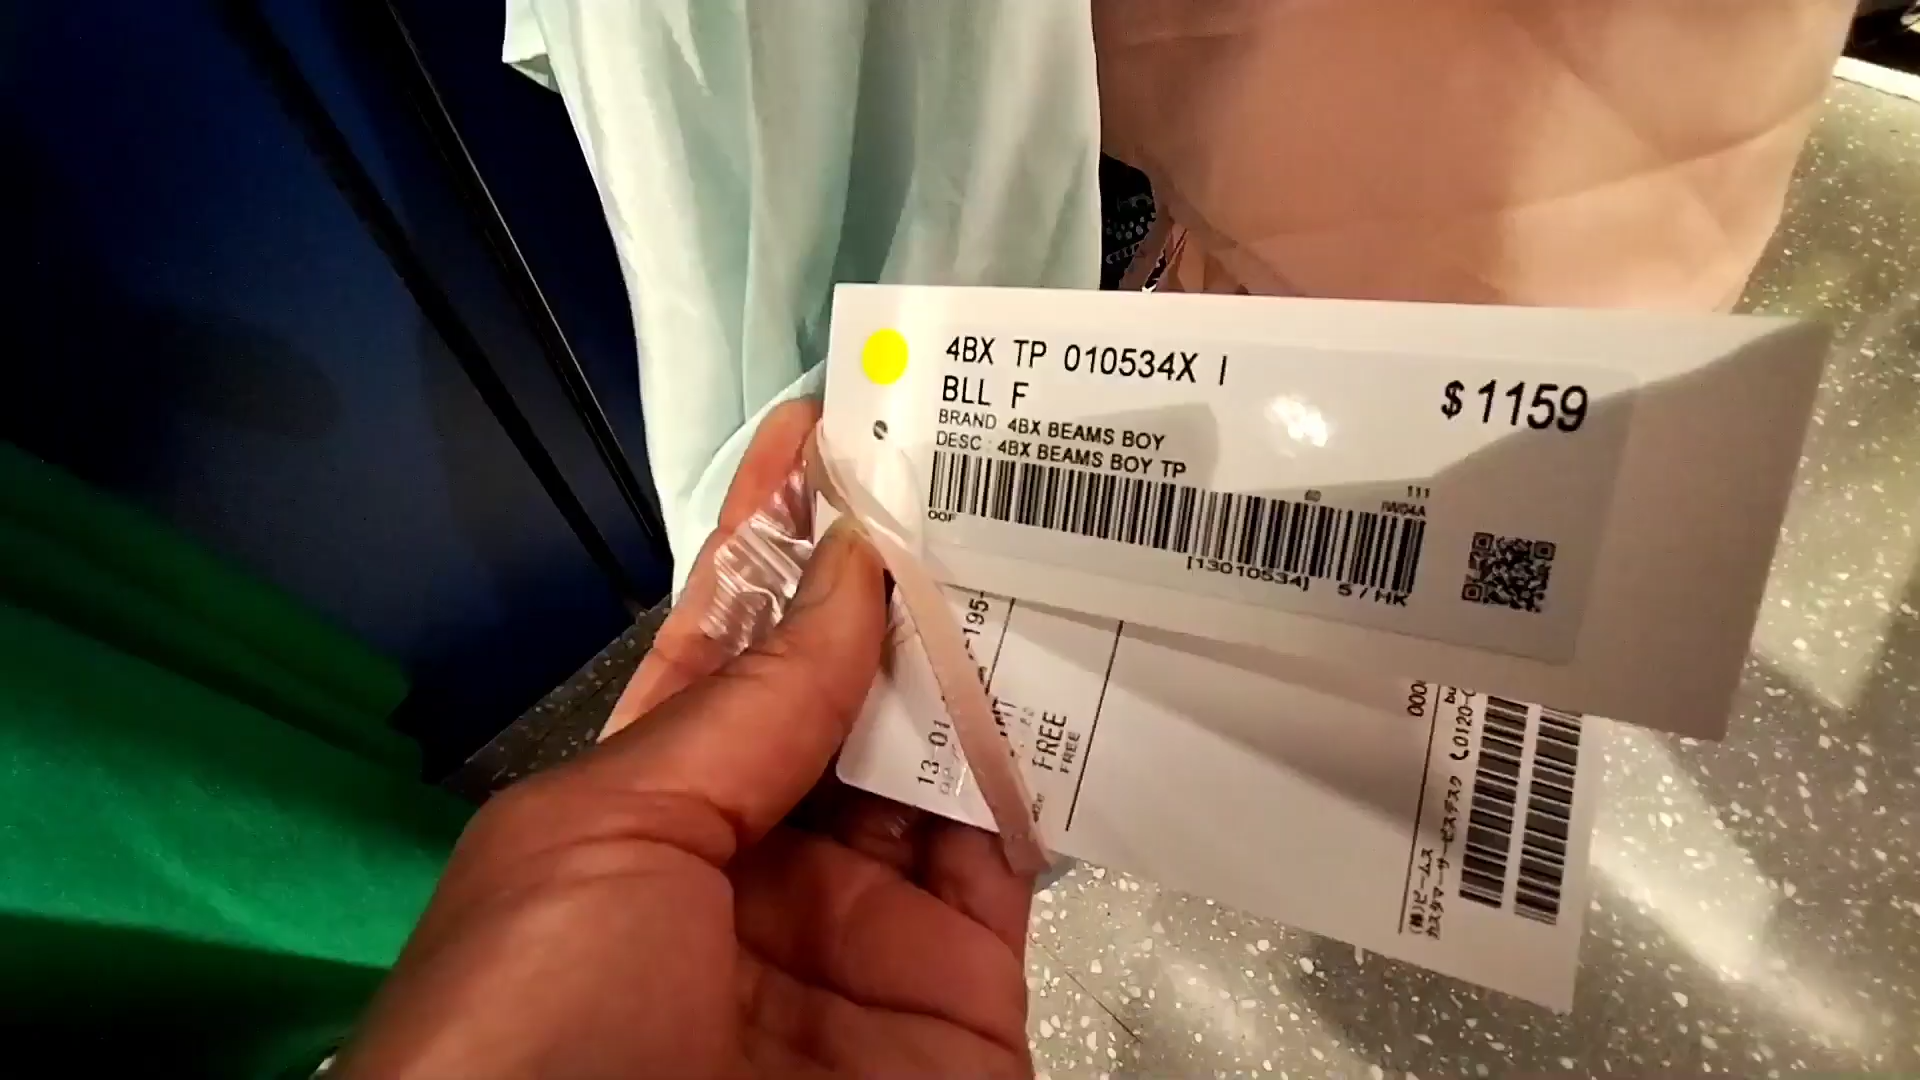 4BX TP 010534X I
BLL F
$1159
BRAND 4BX BEAMS BOY
DESC : 4BX BEAMS BOY TP
60
111
IW04A
00F
[13010534] S / HK
-195-
13 01
FREE
FREE
000
(0120-
(株)ビームス
カスタマーサービスデスク